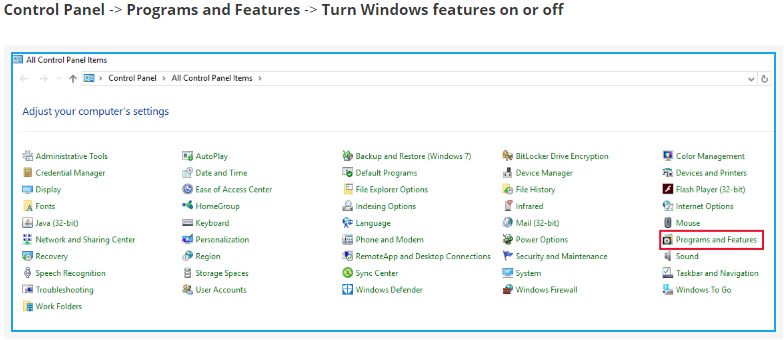 Control Panel -> Programs and Features -> Turn Windows features on or off
All Control Panel Items
Control Panel > All Control Panel Items >
Adjust your computer's settings
Administrative Tools AutoPlay Backup and Restore (Windows 7) BitLocker Drive Encryption Color Management
Credential Manager Date and Time Default Programs Device Manager Devices and Printers
Display Ease of Access Center File Explorer Options File History Flash Player (32-bit)
Fonts HomeGroup Indexing Options Infrared Internet Options
Java (32-bit) Keyboard Language Mail (32-bit) Mouse
Network and Sharing Center Personalization Phone and Modem Power Options Programs and Features
Recovery Region RemoteApp and Desktop Connections Security and Maintenance Sound
Speech Recognition Storage Spaces Sync Center System Taskbar and Navigation
Troubleshooting User Accounts Windows Defender Windows Firewall Windows To Go
Work Folders